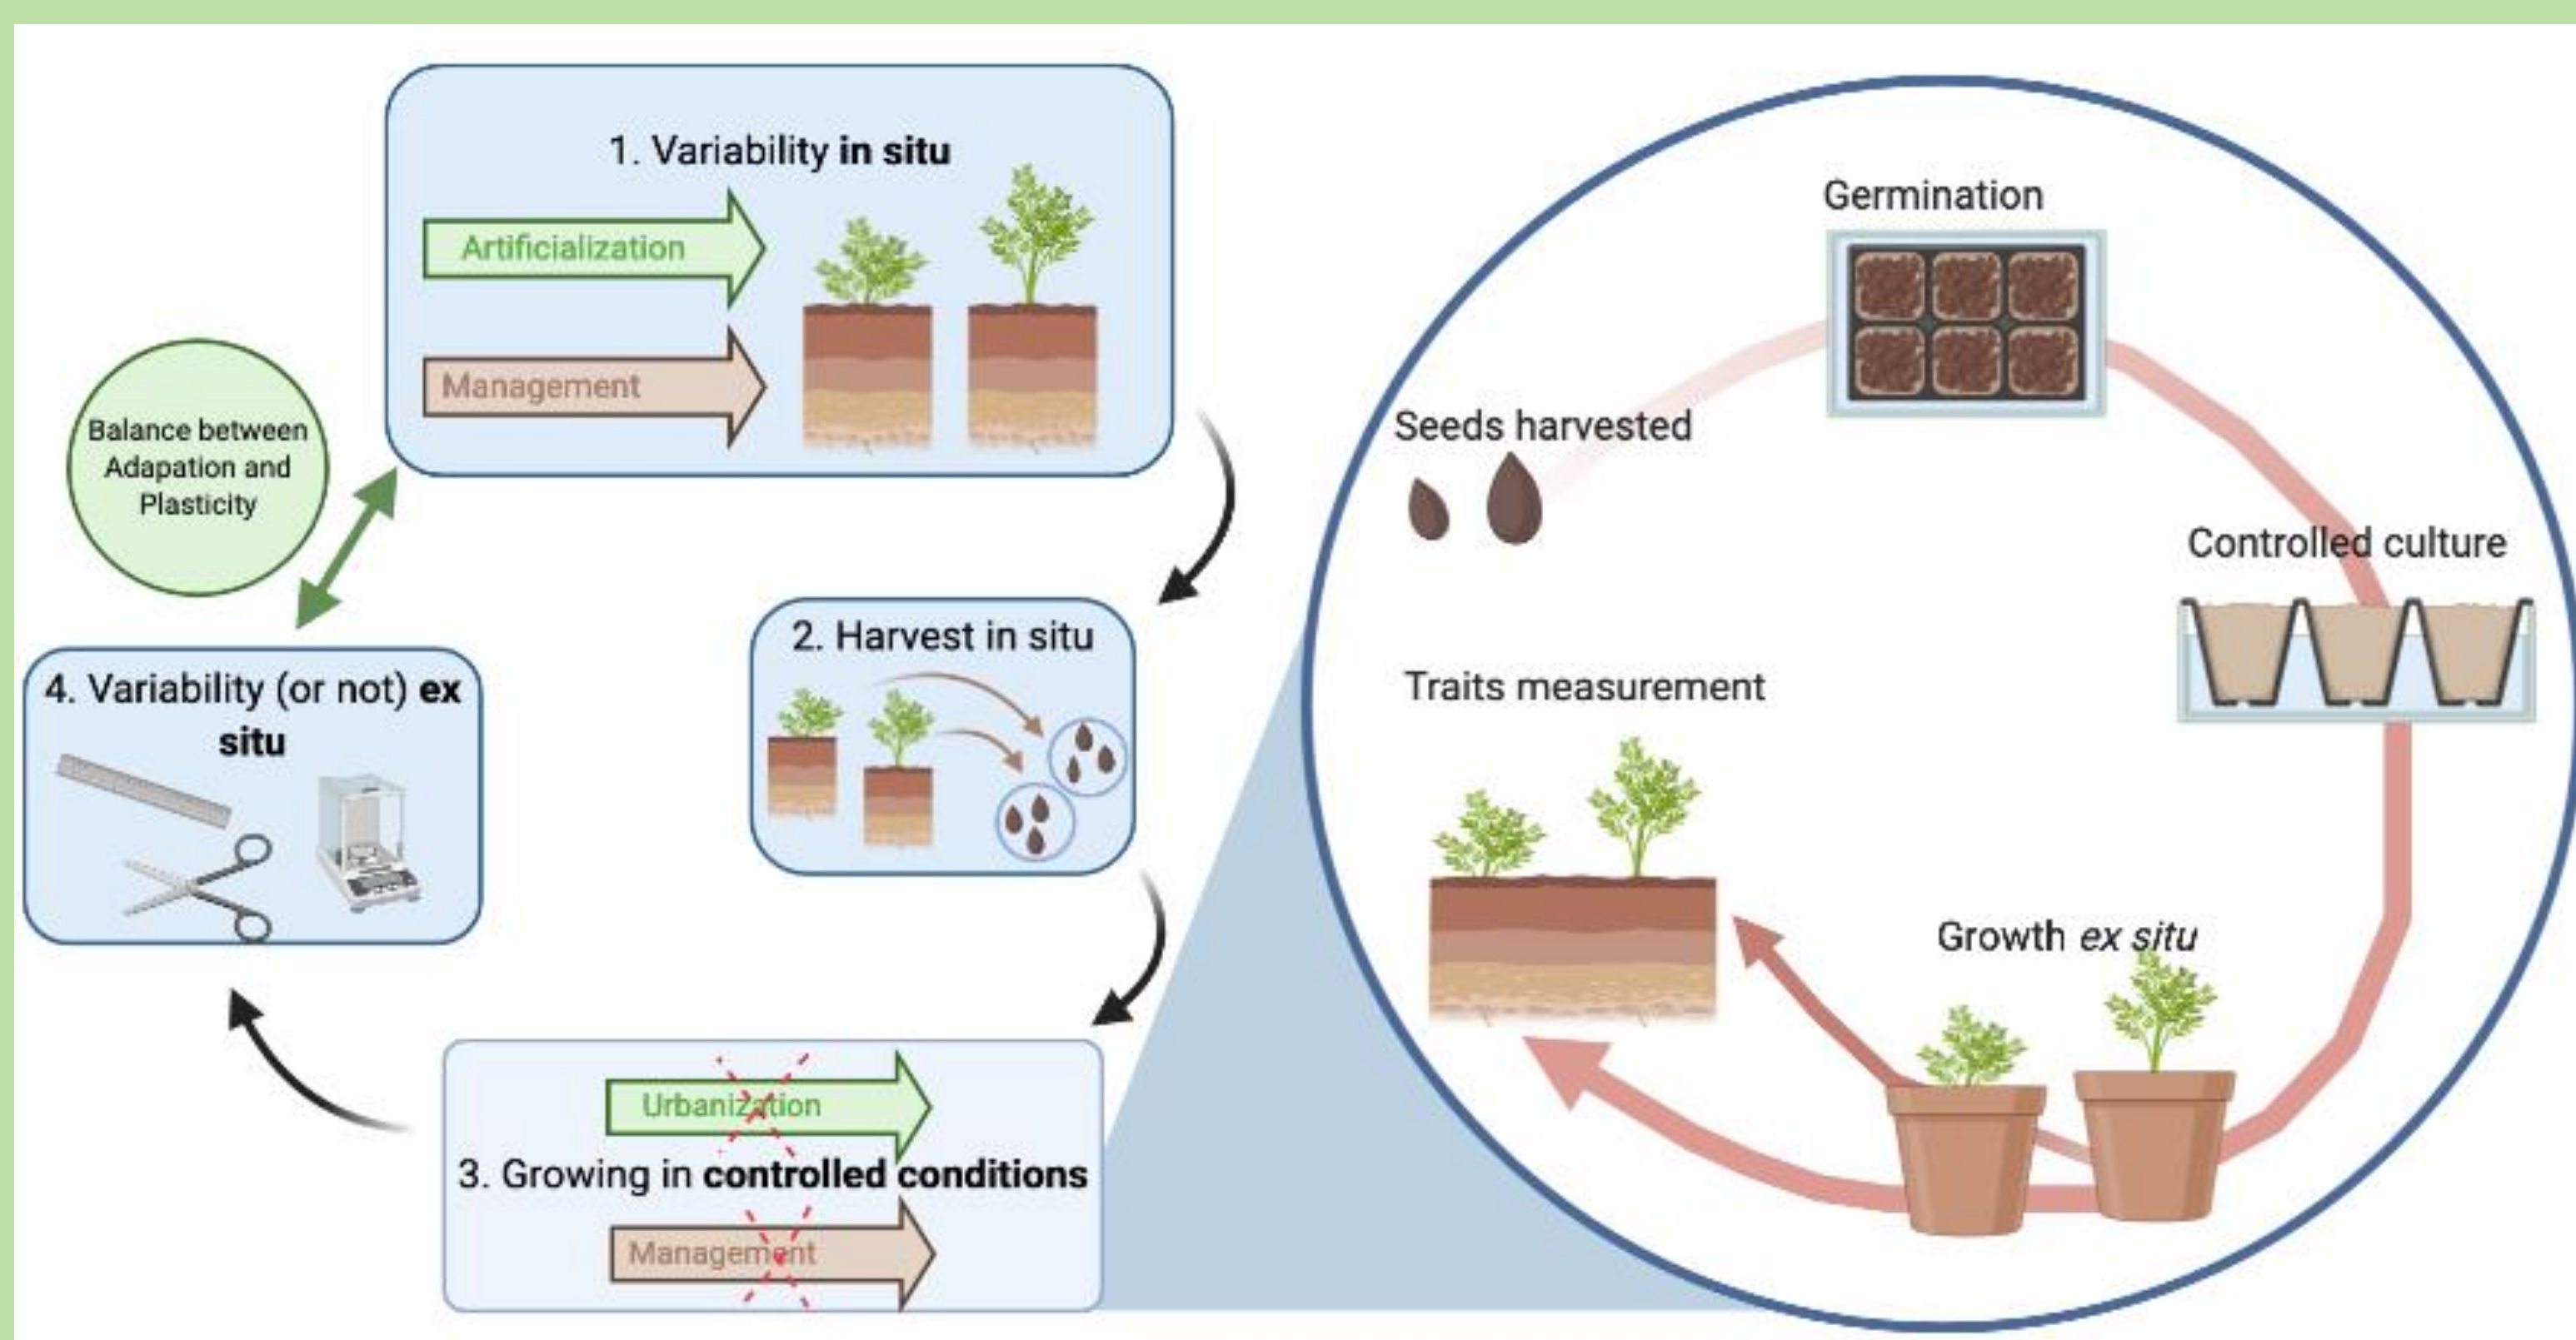 1. Variability in situ
Artificialization
Management
Balance between
Adapation and
Plasticity
2. Harvest in situ
4. Variability (or not) ex
situ
Urbanization
3. Growing in controlled conditions
Management
Germination
Seeds harvested
Controlled culture
Traits measurement
Growth ex situ